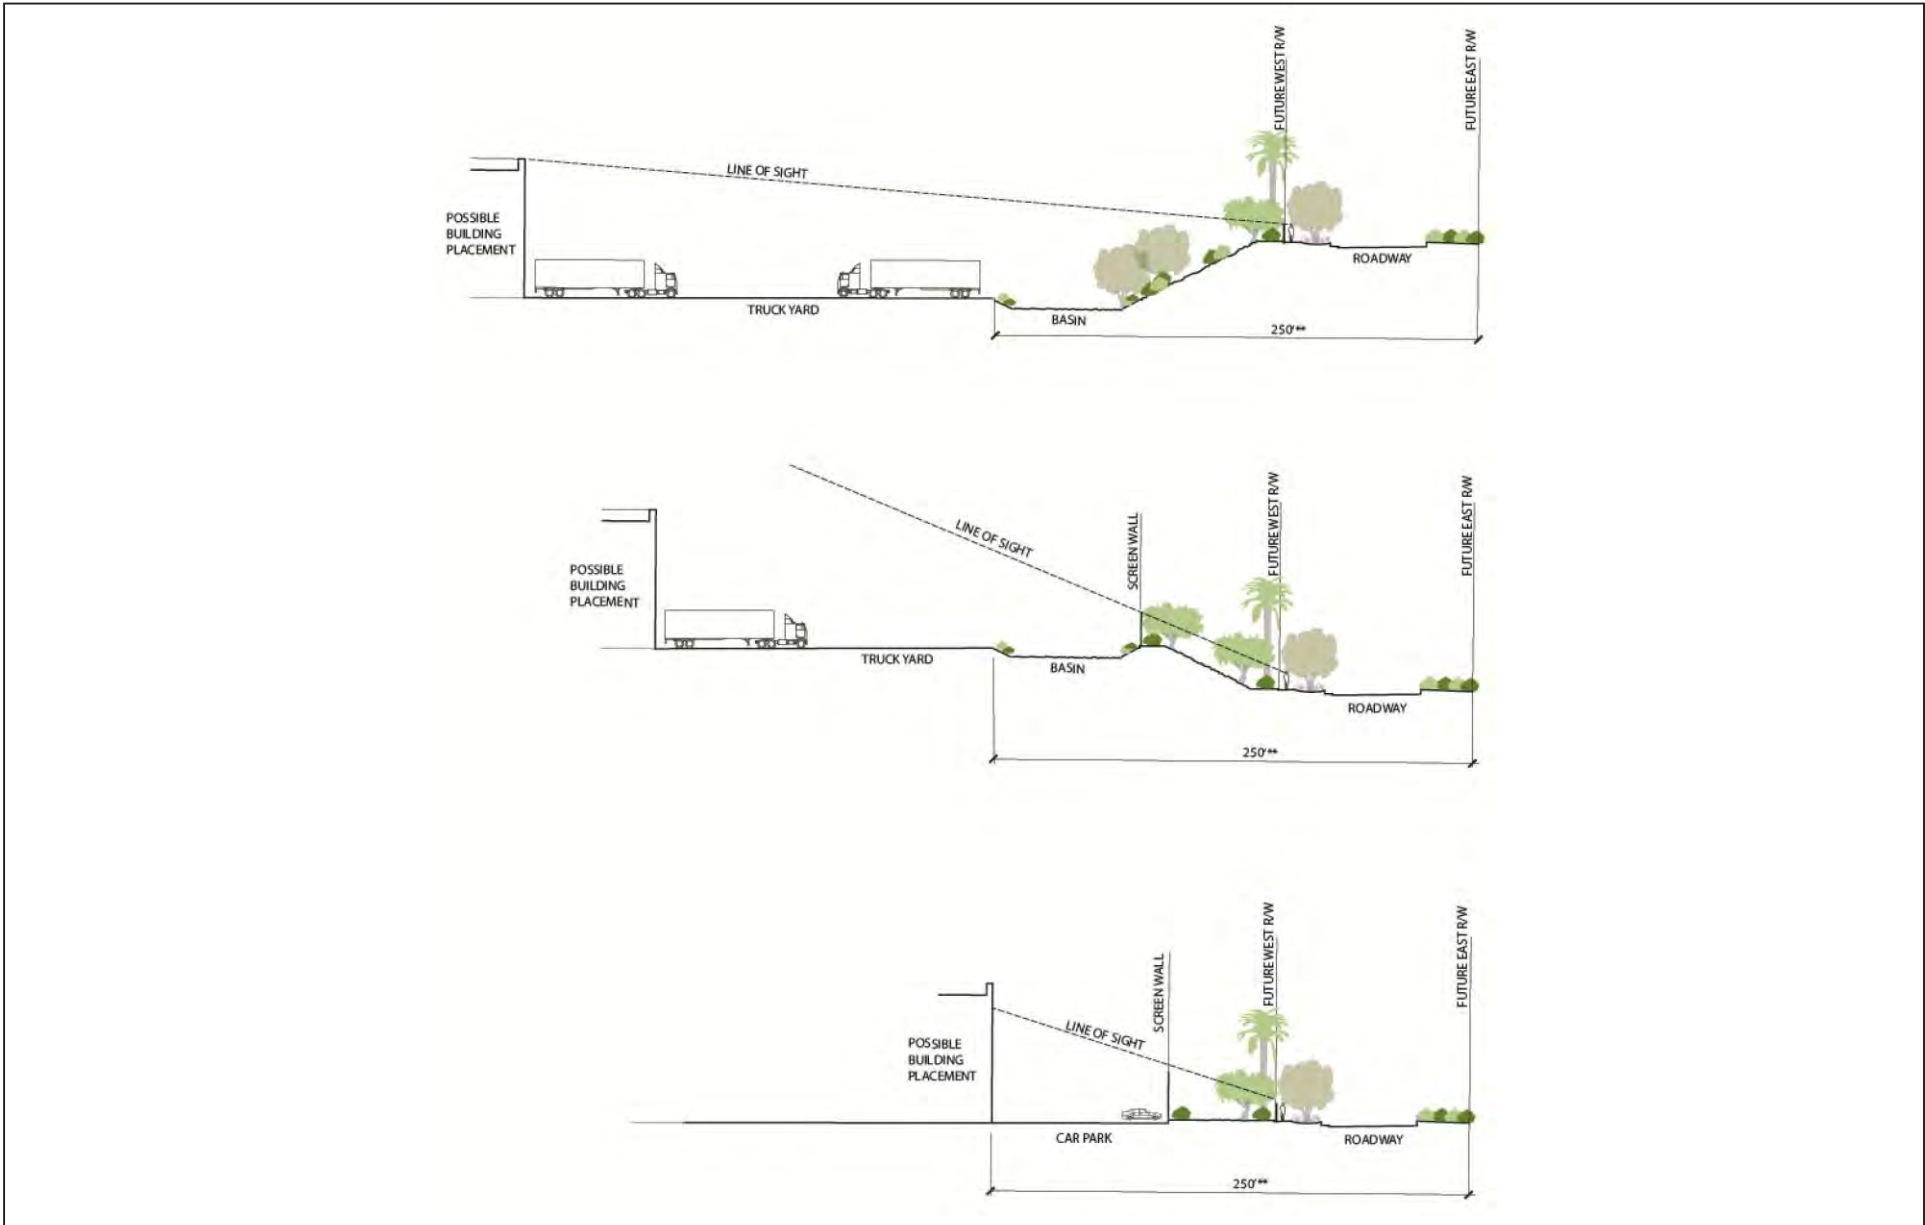 FUTURE WEST R/W
FUTURE EAST R/W
LINE OF SIGHT
POSSIBLE
BUILDING
PLACEMENT
ROADWAY
TRUCK YARD
BASIN
250'**
LINE OF SIGHT
SCREEN WALL
FUTURE WEST R/W
FUTURE EAST R/W
POSSIBLE
BUILDING
PLACEMENT
TRUCK YARD
BASIN
ROADWAY
250'**
SCREEN WALL
FUTURE WEST R/W
FUTURE EAST R/W
LINE OF SIGHT
POSSIBLE
BUILDING
PLACEMENT
CAR PARK
ROADWAY
250'**